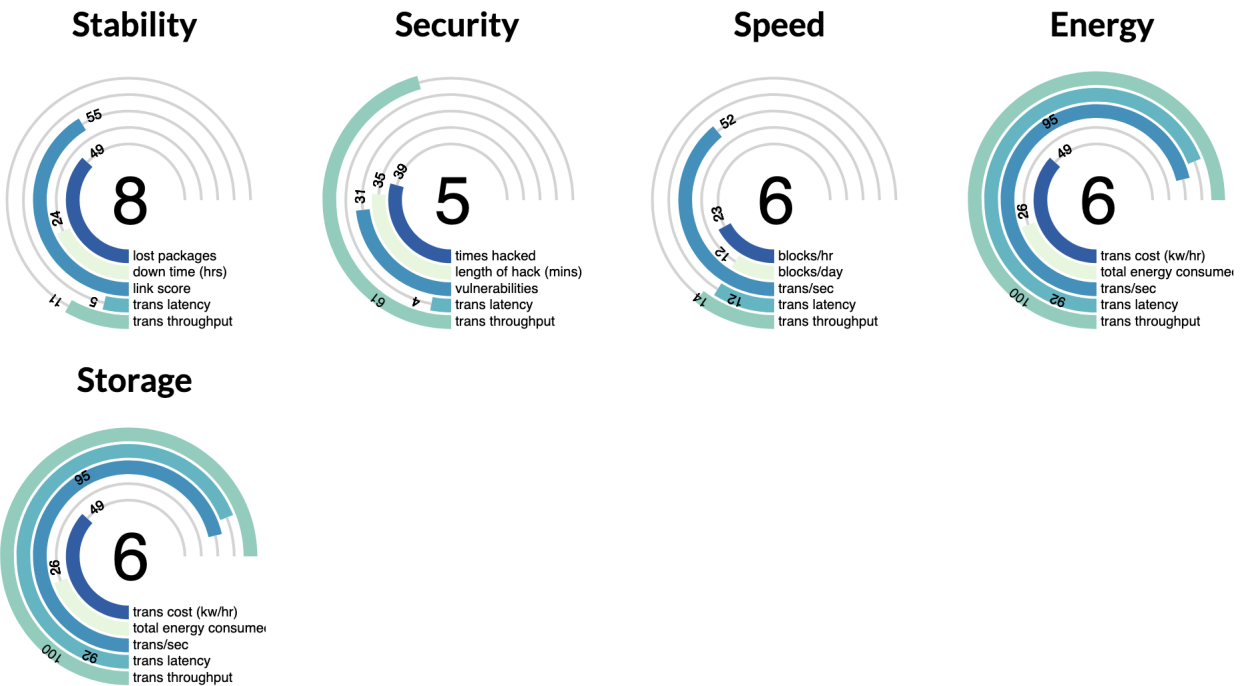 Stability
55
49
24
8
lost packages
down time (hrs)
link score
trans latency
trans throughput
5
11
Security
39
35
31
5
times hacked
length of hack (mins)
vulnerabilities
trans latency
trans throughput
4
61
Speed
52
23
12
6
blocks/hr
blocks/day
trans/sec
trans latency
trans throughput
12
14
Energy
95
49
26
6
trans cost (kw/hr)
total energy consume
trans/sec
trans latency
trans throughput
92
100
Storage
95
49
26
6
trans cost (kw/hr)
total energy consume
trans/sec
trans latency
trans throughput
92
100